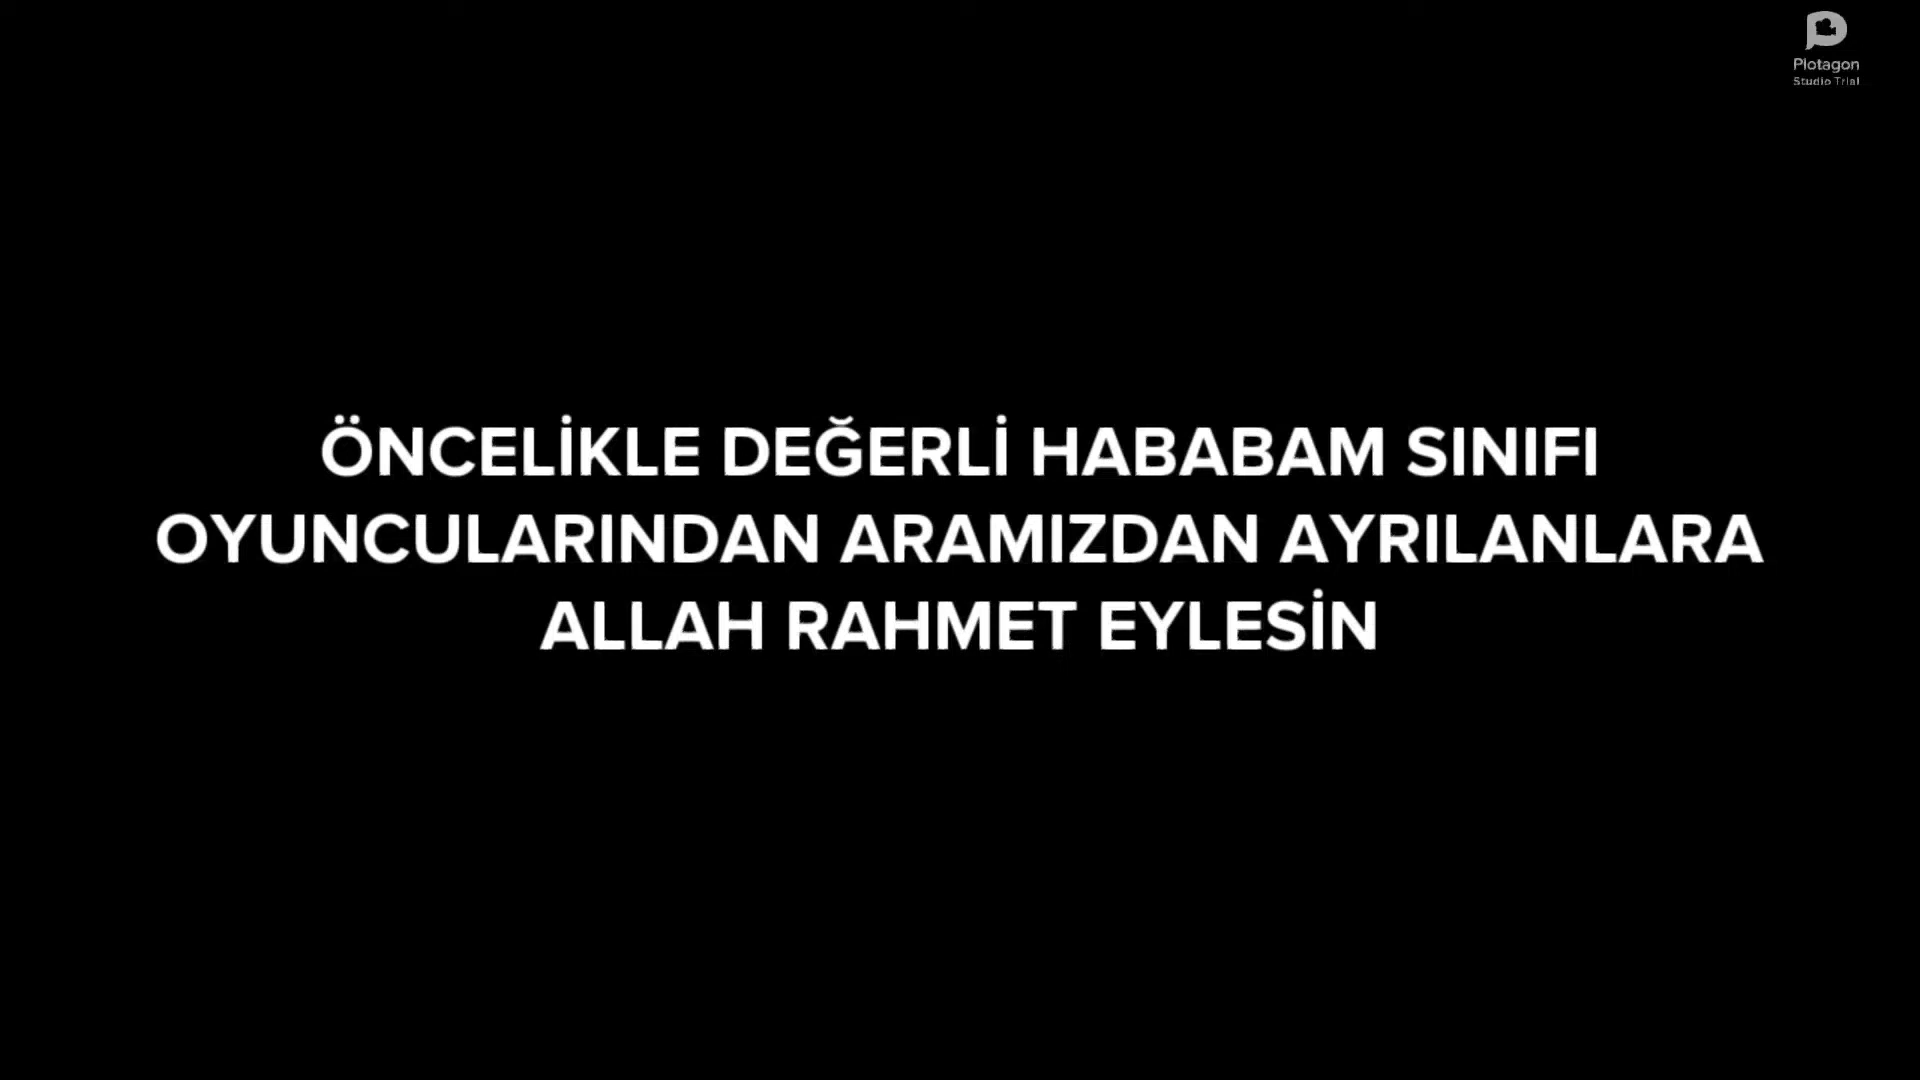 Plotagon
Studio Trial
ÖNCELİKLE DEĞERLİ HABABAM SINIFI
OYUNCULARINDAN ARAMIZDAN AYRILANLARA
ALLAH RAHMET EYLESİN